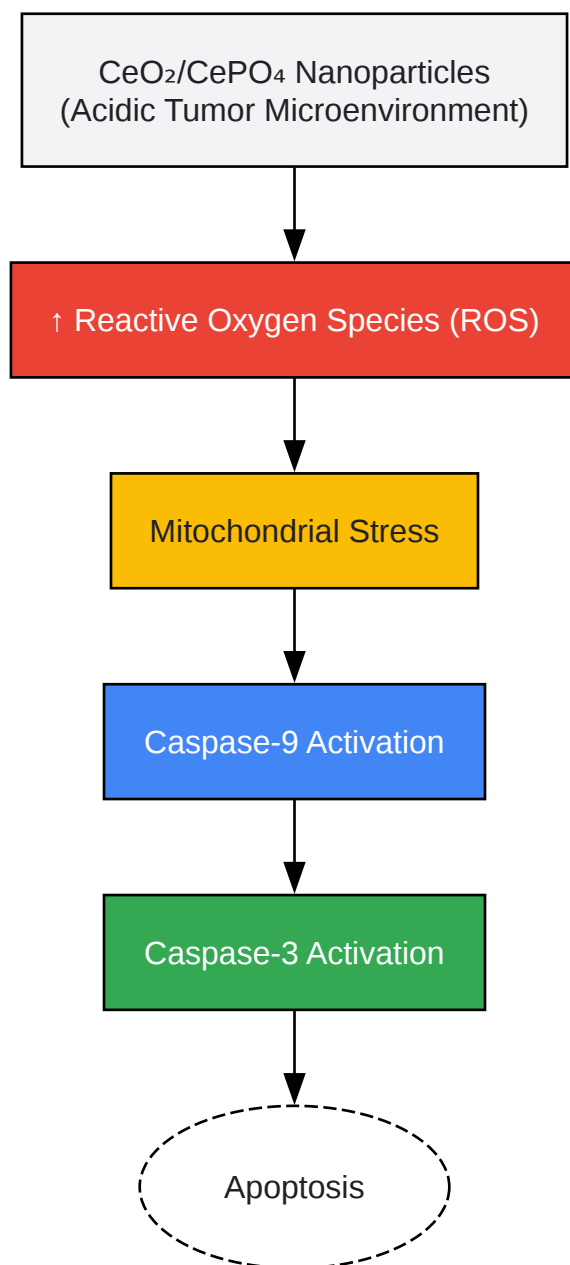 CeO₂/CePO₄ Nanoparticles
(Acidic Tumor Microenvironment)
↑ Reactive Oxygen Species (ROS)
Mitochondrial Stress
Caspase-9 Activation
Caspase-3 Activation
Apoptosis